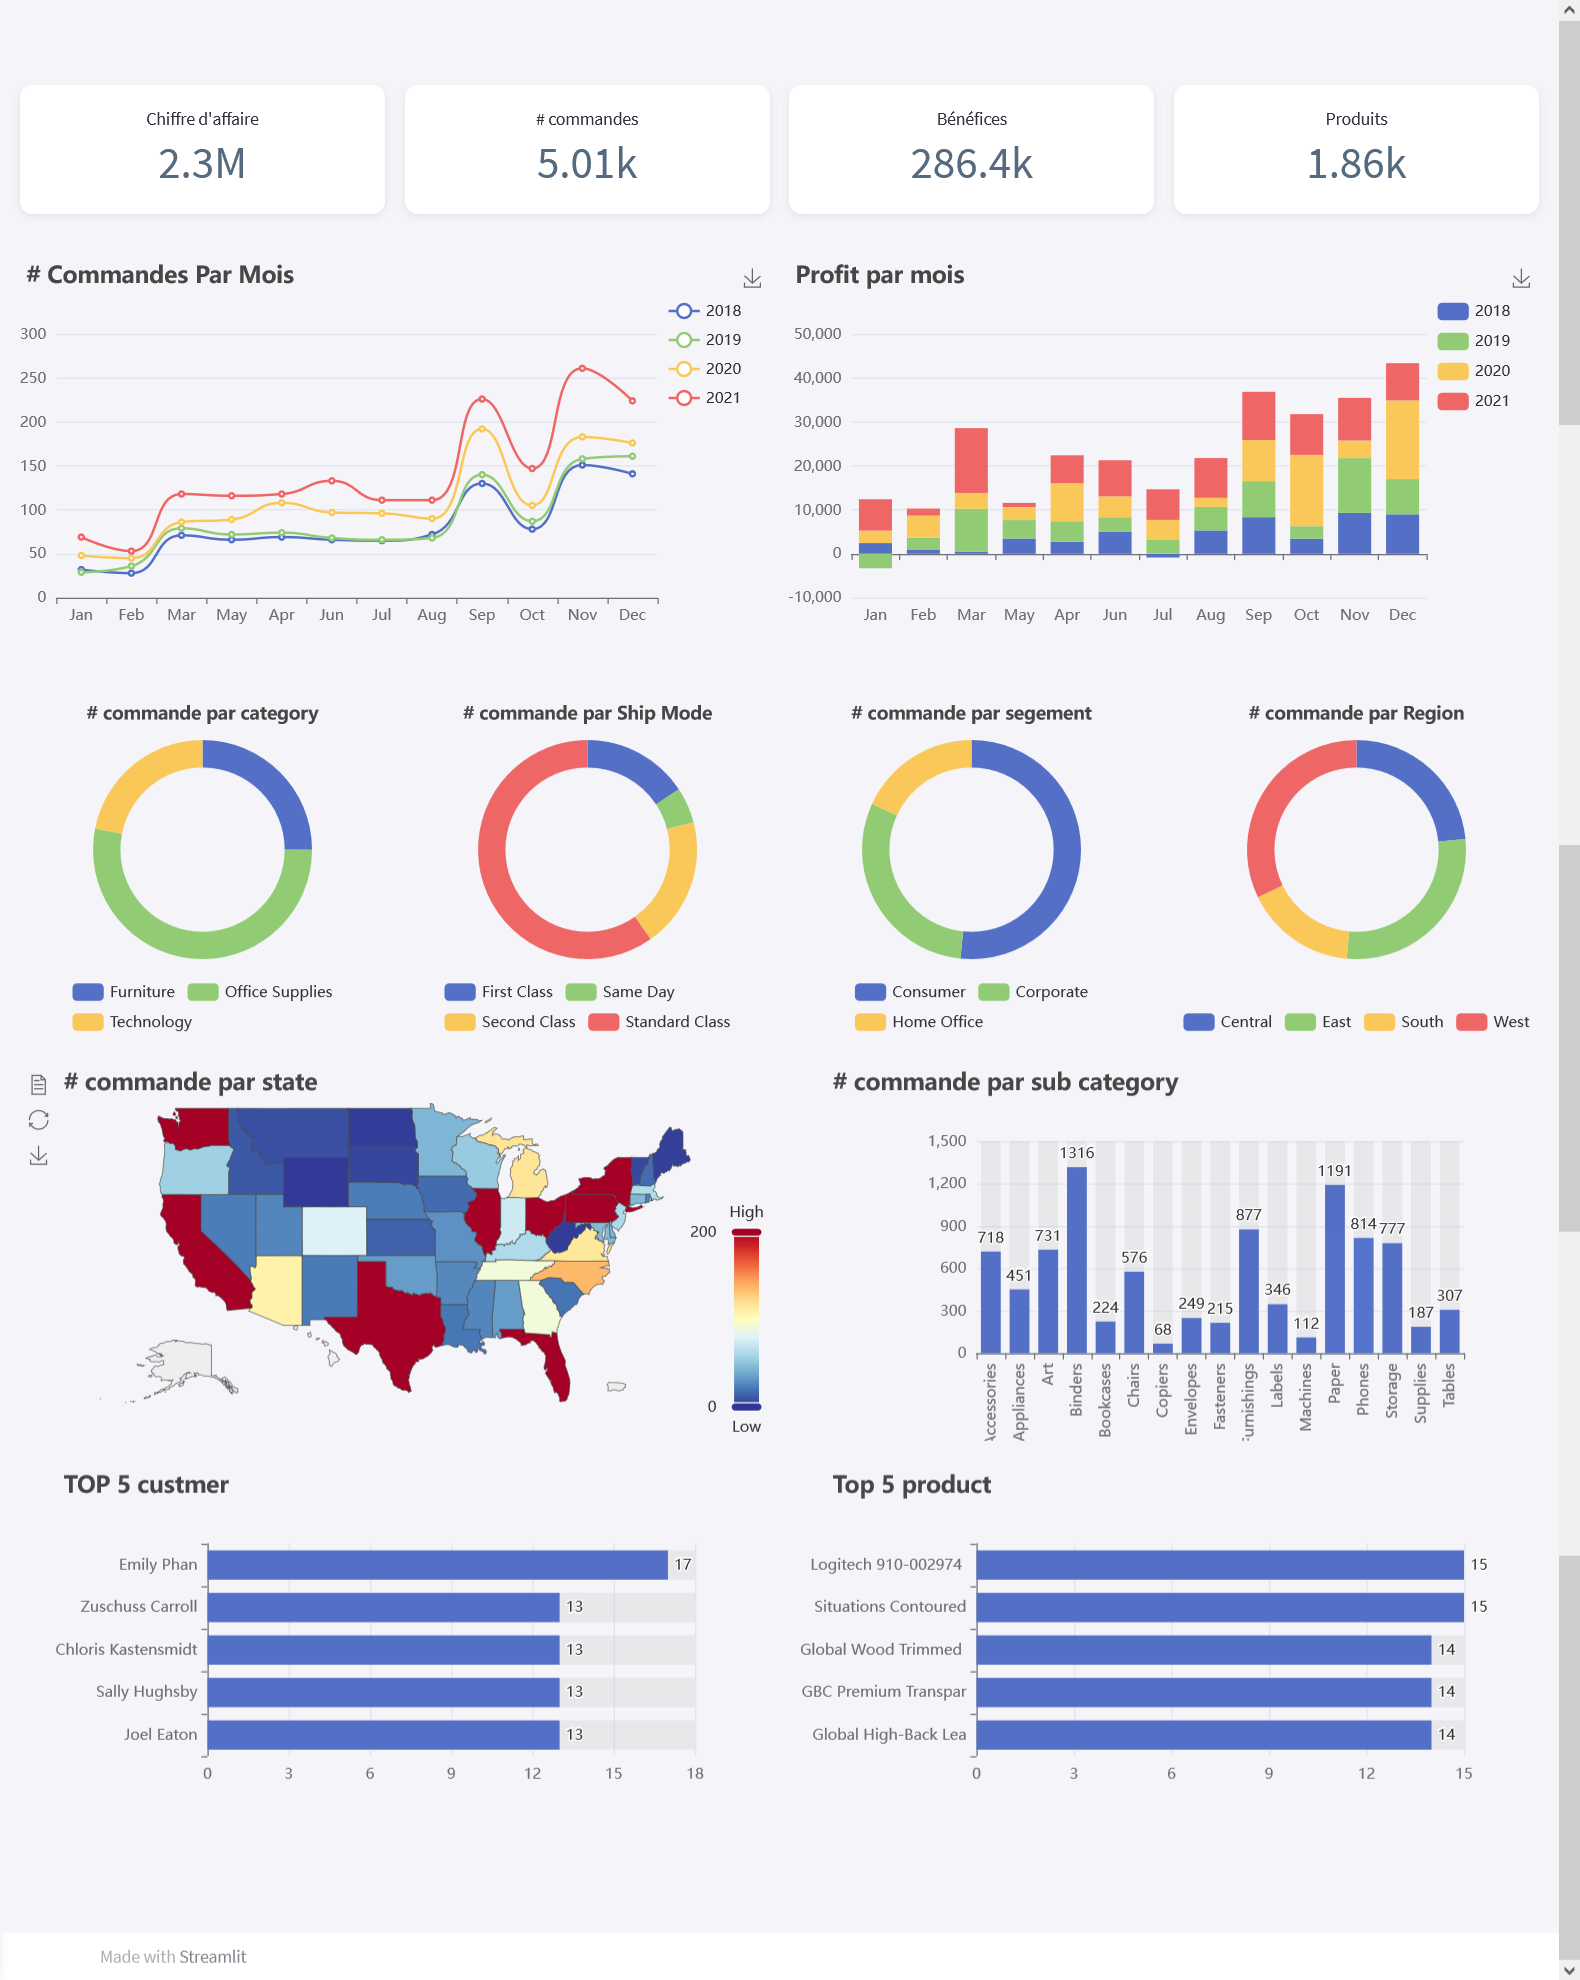 Chiffre d'affaire
2.3M
# commandes
5.01k
Bénéfices
286.4k
Produits
1.86k
# Commandes Par Mois
2018
2019
2020
2021
300
250
200
150
100
50
0
Jan Feb Mar May Apr Jun Jul Aug Sep Oct Nov Dec
Profit par mois
2018
2019
2020
2021
50,000
40,000
30,000
20,000
10,000
0
-10,000
Jan Feb Mar May Apr Jun Jul Aug Sep Oct Nov Dec
# commande par category
Furniture Office Supplies
Technology
# commande par Ship Mode
First Class Same Day
Second Class Standard Class
# commande par segement
Consumer Corporate
Home Office
# commande par Region
Central East South West
# commande par state
High
200
0
Low
# commande par sub category
1,500
1,200
900
600
300
0
718 451 731 1316 224 576 68 249 215 877 346 112 1191 814 777 187 307
Accessories
Appliances
Art
Binders
Bookcases
Chairs
Copiers
Envelopes
Fasteners
Furnishings
Labels
Machines
Paper
Phones
Storage
Supplies
Tables
TOP 5 custmer
Emily Phan 17
Zuschuss Carroll 13
Chloris Kastensmidt 13
Sally Hughsby 13
Joel Eaton 13
0 3 6 9 12 15 18
Top 5 product
Logitech 910-002974 15
Situations Contoured 15
Global Wood Trimmed 14
GBC Premium Transpar 14
Global High-Back Lea 14
0 3 6 9 12 15
Made with Streamlit